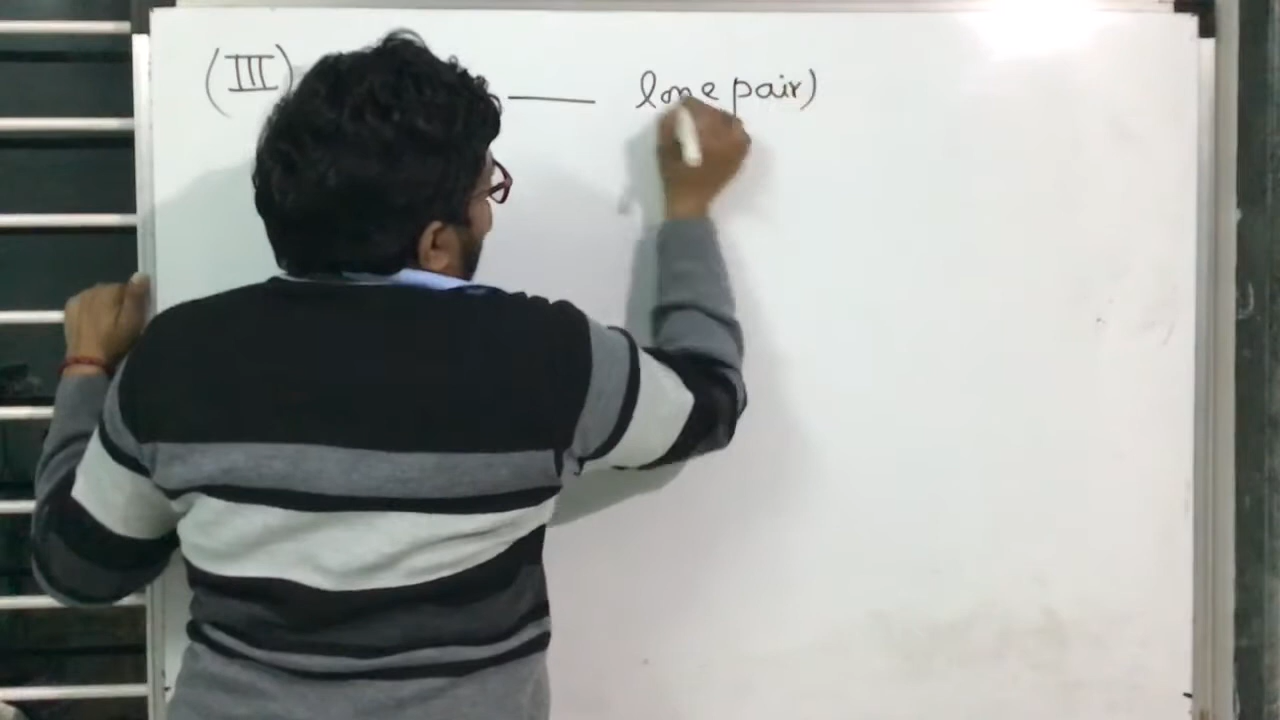 (III) — lone pair)